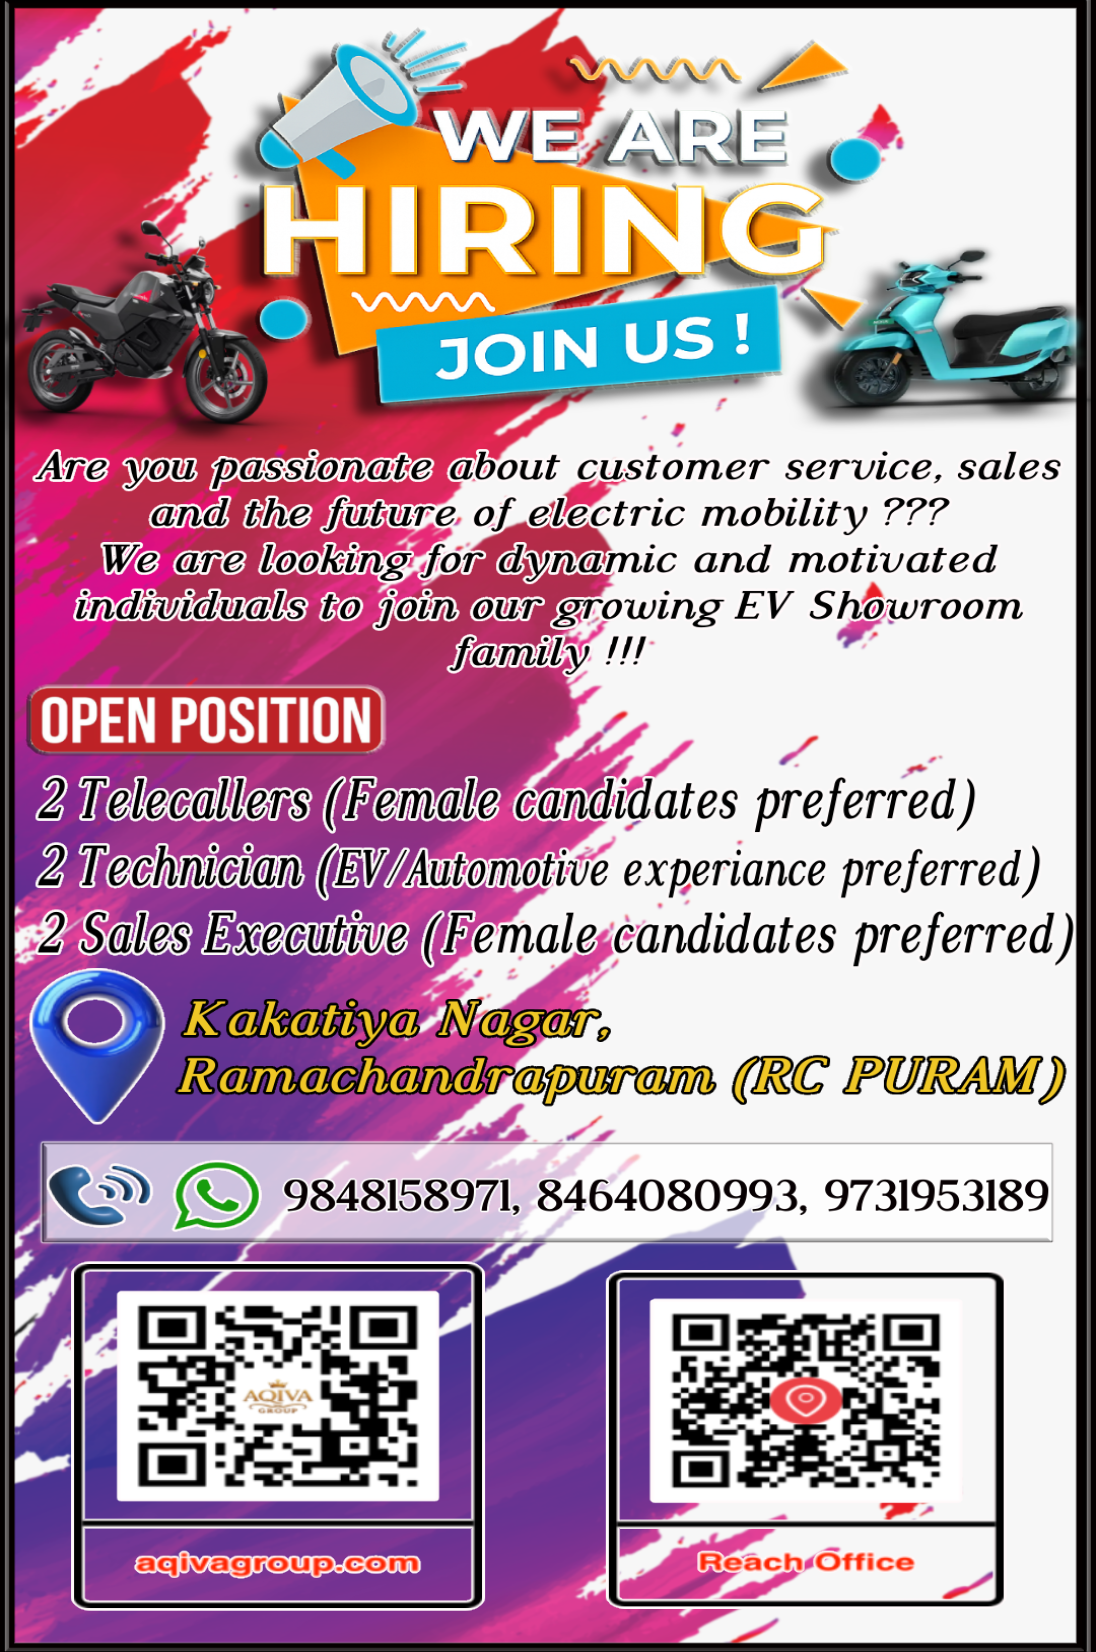 WE ARE
HIRING
JOIN US !
Are you passionate about customer service, sales
and the future of electric mobility ???
We are looking for dynamic and motivated
individuals to join our growing EV Showroom
family !!!
OPEN POSITION
2 Telecallers (Female candidates preferred)
2 Technician (EV/Automotive experiance preferred)
2 Sales Executive (Female candidates preferred)
Kakatiya Nagar,
Ramachandrapuram (RC PURAM)
9848158971, 8464080993, 9731953189
AQIVA
GROUP
aqivagroup.com
Reach Office